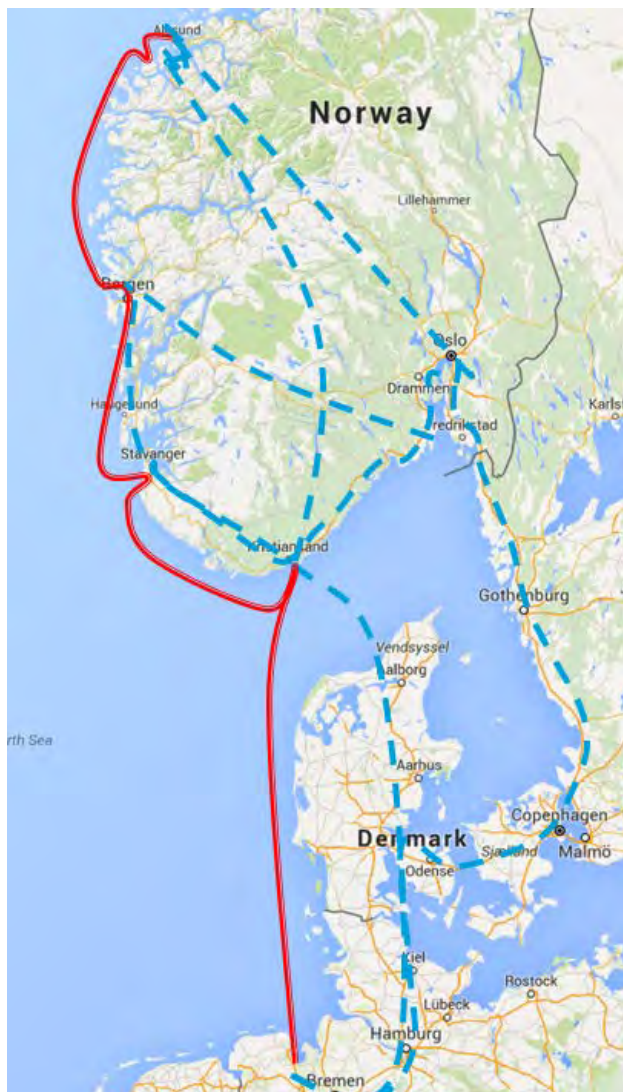 Ålesund
Norway
Lillehammer
Bergen
Oslo
Drammen
Karlst
Haugesund
Fredrikstad
Stavanger
Kristiansand
Gothenburg
Vendsyssel
Aalborg
rth Sea
Aarhus
Copenhagen
Denmark
Sjælland
Malmö
Odense
Kiel
Rostock
Lübeck
Hamburg
Bremen